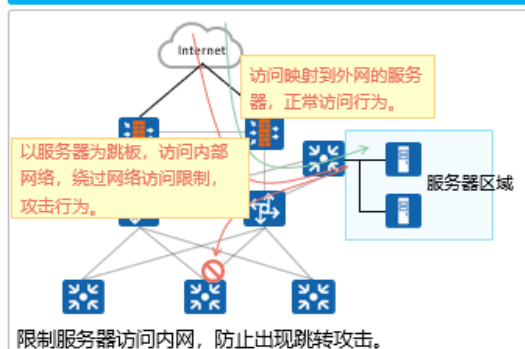 Internet
访问映射到外网的服务
器，正常访问行为。
以服务器为跳板，访问内部
网络，绕过网络访问限制，
攻击行为。
服务器区域
限制服务器访问内网，防止出现跳转攻击。